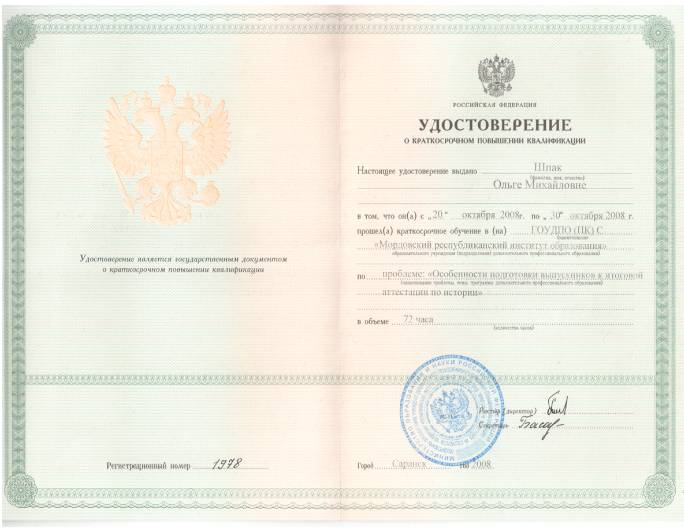 Удостоверение является государственным документом
о краткосрочном повышении квалификации
Регистрационный номер 1978
РОССИЙСКАЯ ФЕДЕРАЦИЯ
УДОСТОВЕРЕНИЕ
О КРАТКОСРОЧНОМ ПОВЫШЕНИИ КВАЛИФИКАЦИИ
Настоящее удостоверение выдано Шпак
(фамилия, имя, отчество)
Ольге Михайловне
в том, что он(а) с „20" октября 2008г. по „30" октября 2008 г.
прошел(а) краткосрочное обучение в (на) ГОУДПО (ПК) С
(наименование)
«Мордовский республиканский институт образования»
образовательного учреждения (подразделения) дополнительного профессионального образования)
по проблеме: «Особенности подготовки выпускников к итоговой
(наименование проблемы, темы, программы дополнительного профессионального образования)
аттестации по истории»
в объеме 72 часа
(количество часов)
Ректор (директор)
Секретарь
Город Саранск 2008